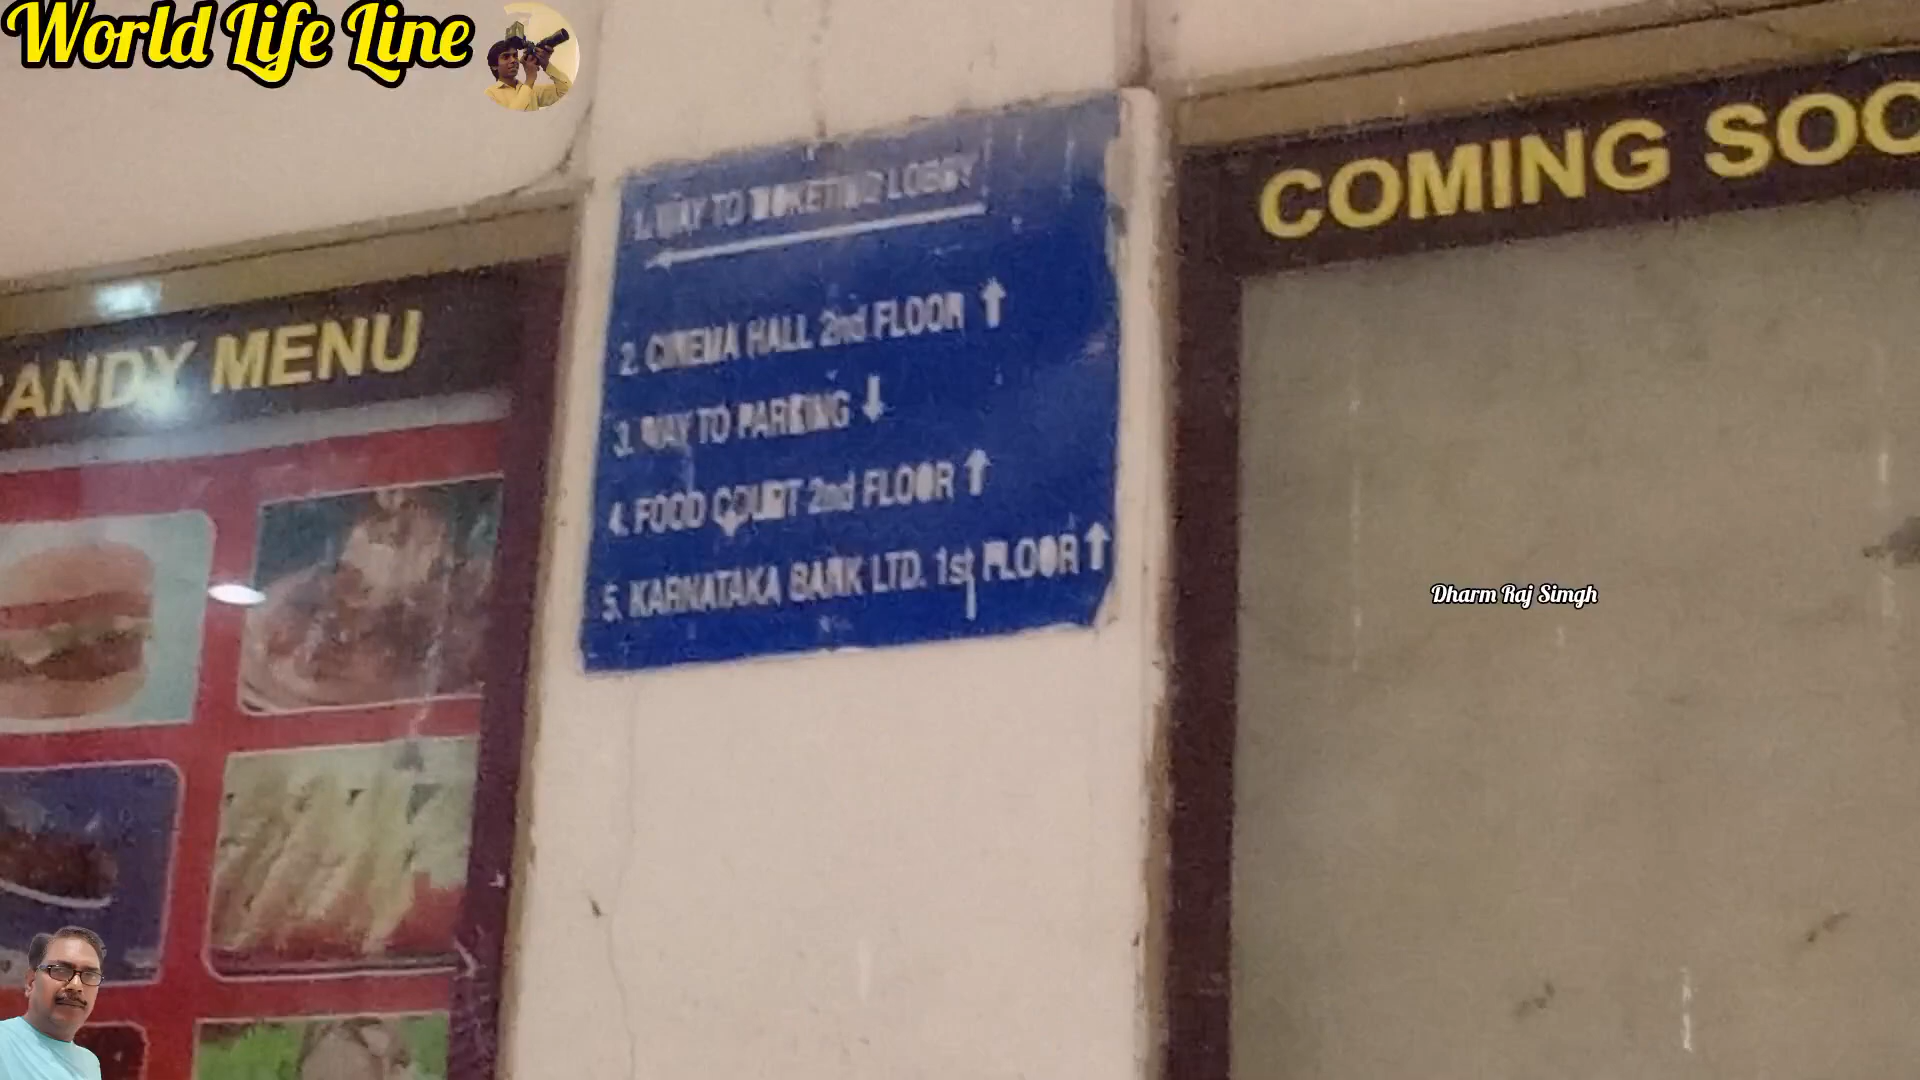 World Life Line
COMING SOO
1. WAY TO TICKETING LOBBY
2. CINEMA HALL 2nd FLOOR ↑
3. WAY TO PARKING ↓
4. FOOD COURT 2nd FLOOR ↑
5. KARNATAKA BANK LTD. 1st FLOOR ↑
CANDY MENU
Dharm Raj Simgh